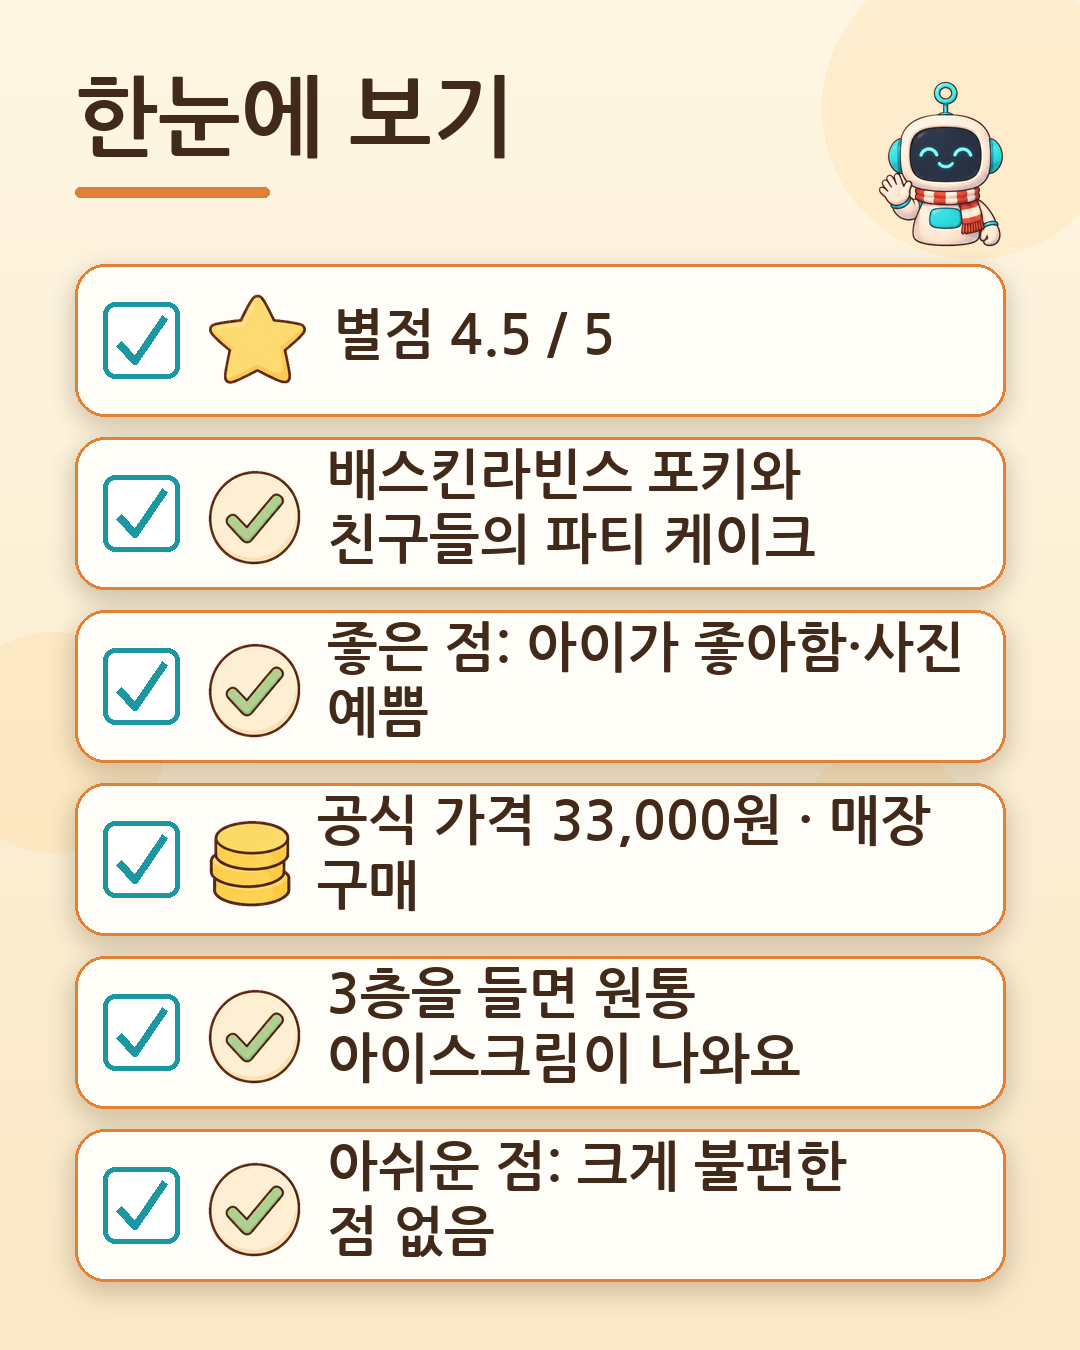 한눈에 보기
별점 4.5 / 5
배스킨라빈스 포키와
친구들의 파티 케이크
좋은 점: 아이가 좋아함·사진
예쁨
공식 가격 33,000원 · 매장
구매
3층을 들면 원통
아이스크림이 나와요
아쉬운 점: 크게 불편한
점 없음